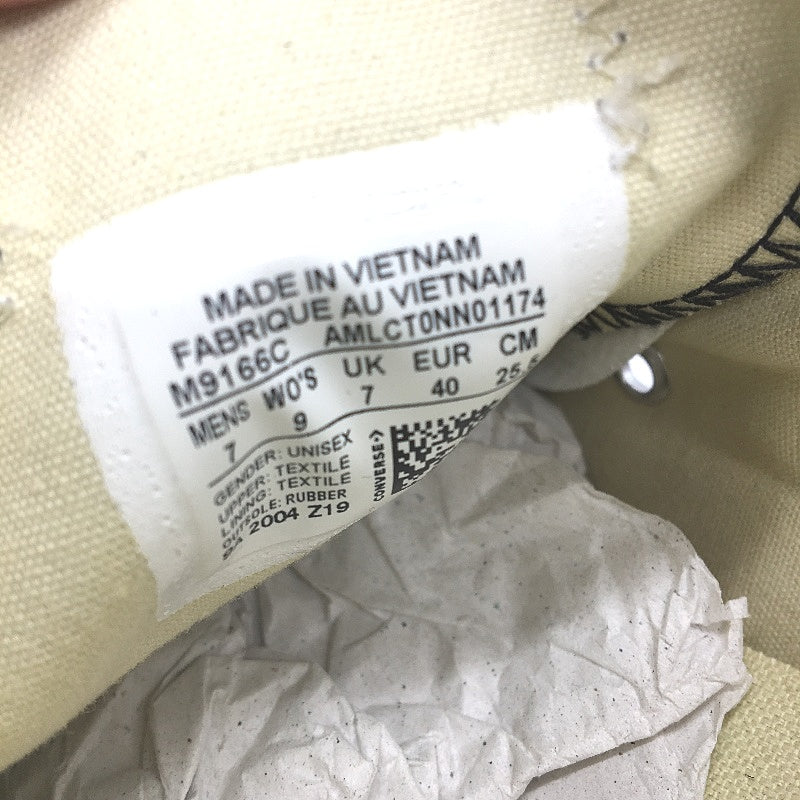 MADE IN VIETNAM
FABRIQUE AU VIETNAM
M9166C AMLCT0NN01174
MENS WO'S UK EUR CM
7 9 7 40 25.5
GENDER: UNISEX
UPPER: TEXTILE
LINING: TEXTILE
OUTSOLE: RUBBER
2004 Z19
CONVERSE